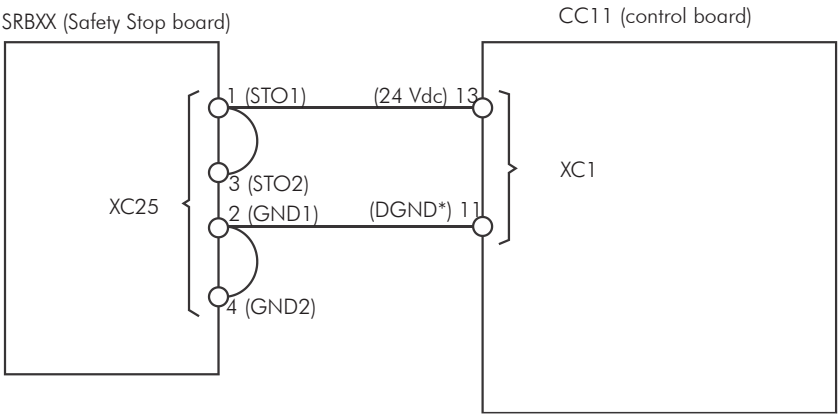 SRBXX (Safety Stop board)
CC11 (control board)
1 (STO1)
(24 Vdc) 13
XC1
3 (STO2)
XC25
2 (GND1)
(DGND*) 11
4 (GND2)